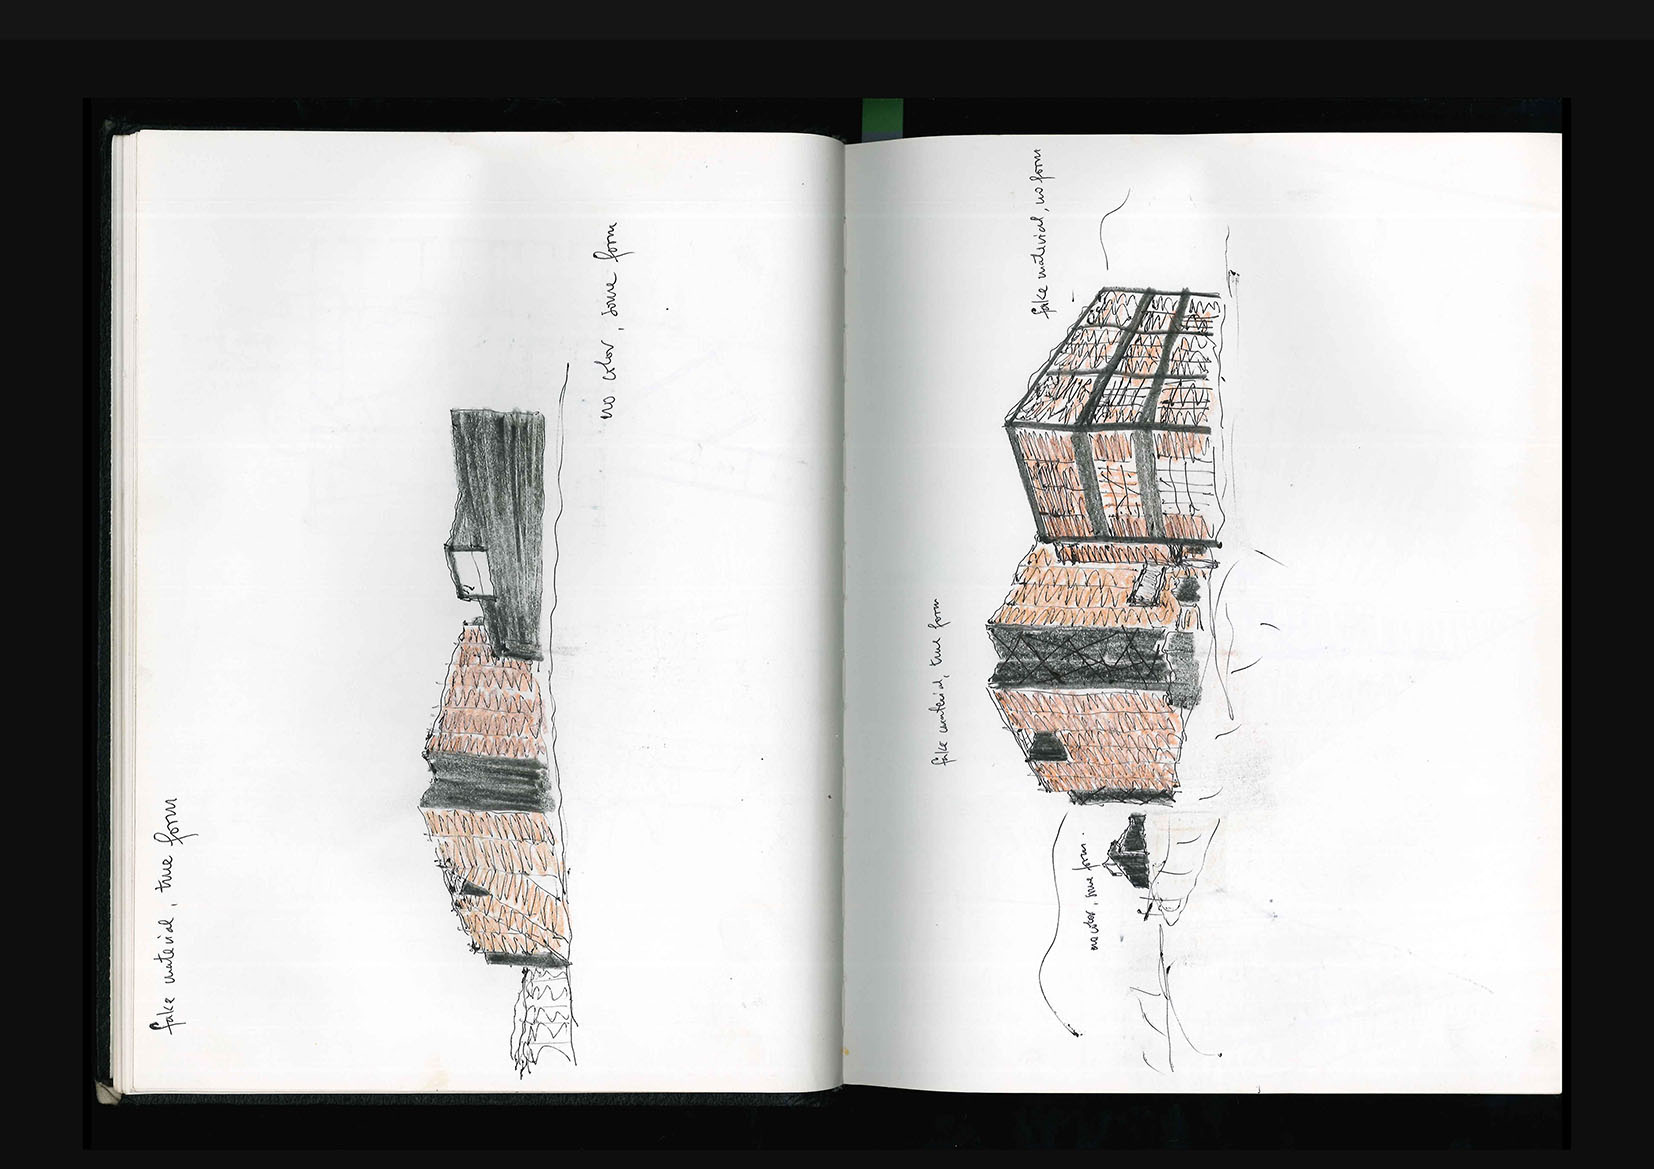 fake material, true form
no color, some form
fake material, true form
fake material, no form
no color, some form